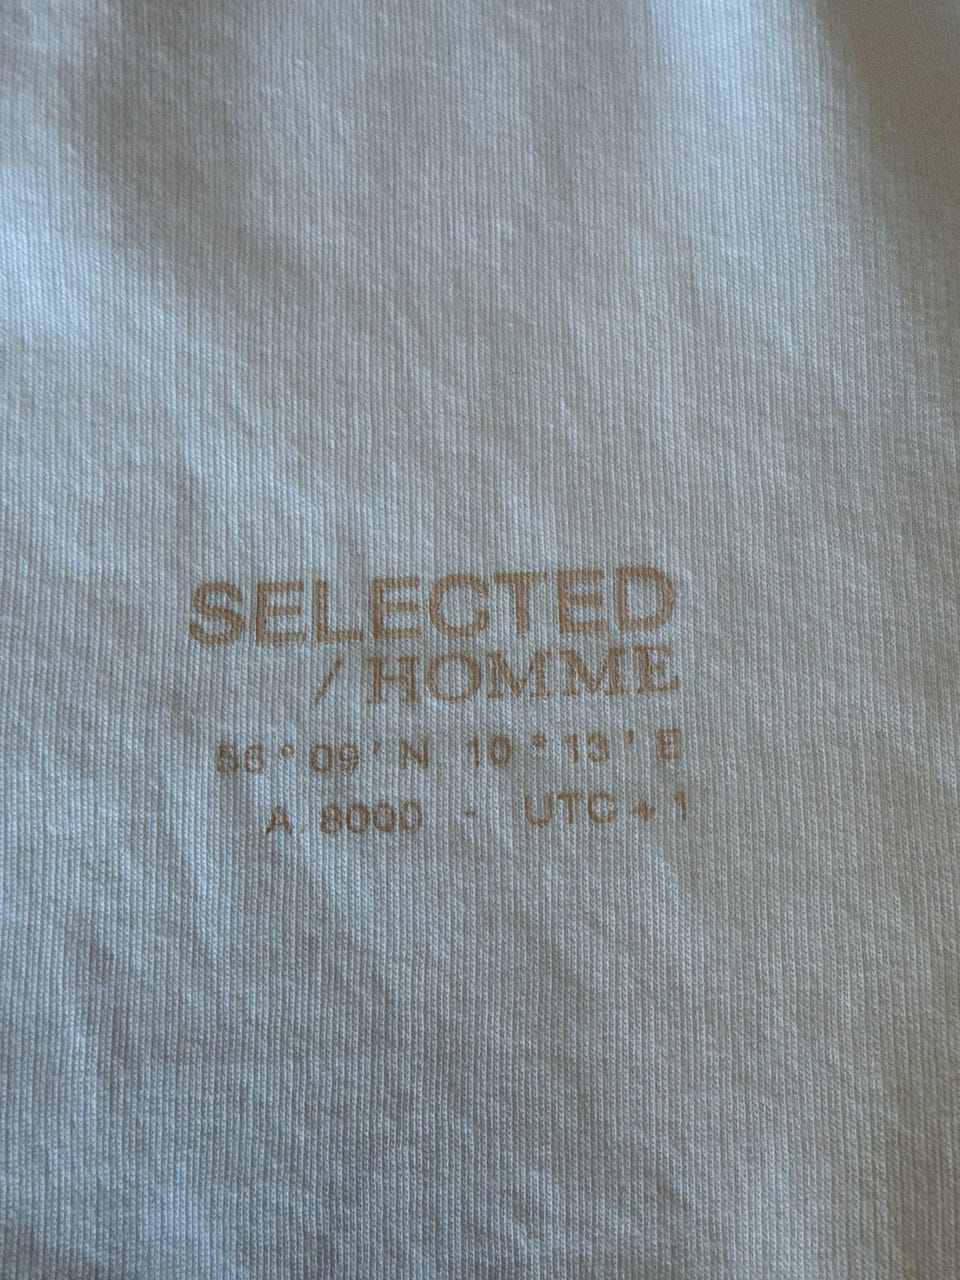 SELECTED
/ HOMME
56° 09' N 10° 13' E
A. 8000 - UTC + 1